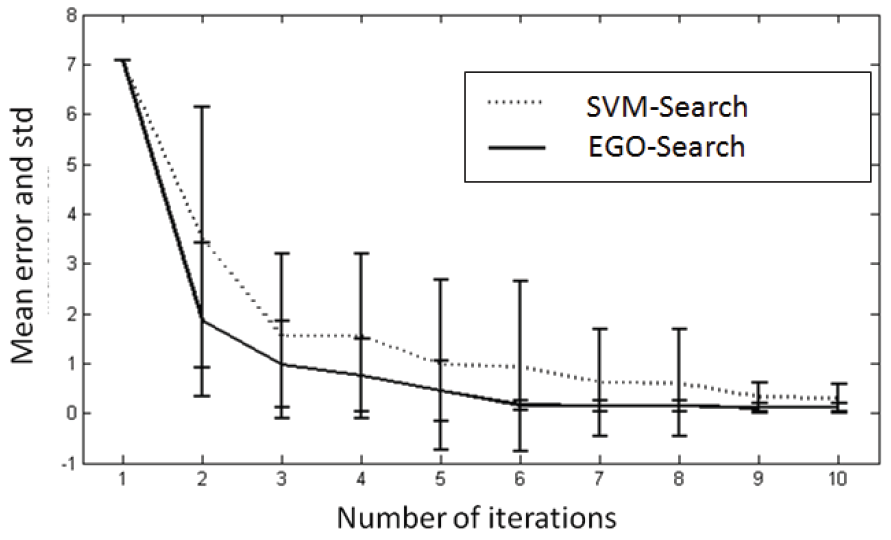 8
7
6
5
4
3
2
1
0
-1
Mean error and std
SVM-Search
EGO-Search
1 2 3 4 5 6 7 8 9 10
Number of iterations